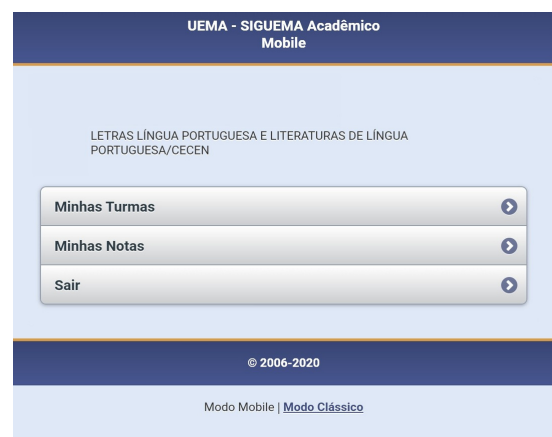 UEMA - SIGUEMA Acadêmico
Mobile
LETRAS LÍNGUA PORTUGUESA E LITERATURAS DE LÍNGUA
PORTUGUESA/CECEN
Minhas Turmas
Minhas Notas
Sair
© 2006-2020
Modo Mobile | Modo Clássico